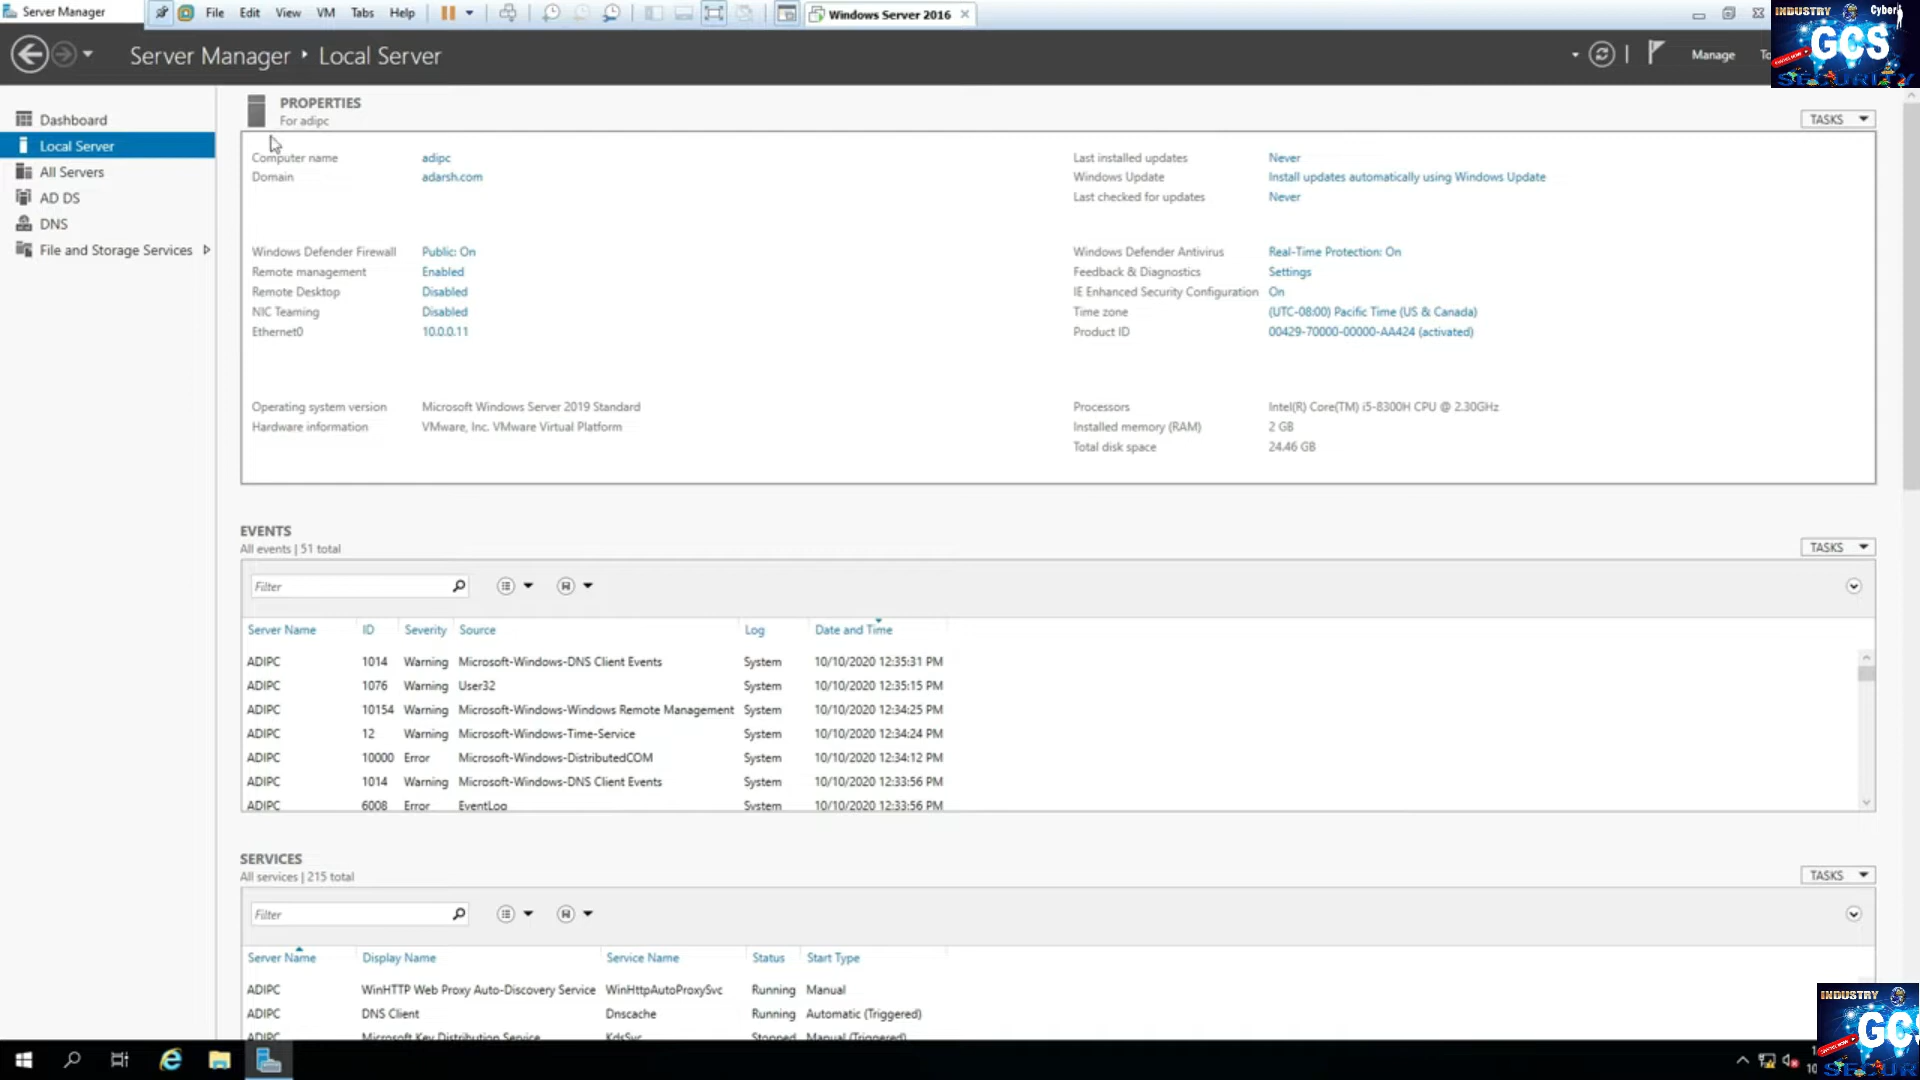 Server Manager
File Edit View VM Tabs Help
Windows Server 2016
Server Manager Local Server
Manage
INDUSTRY Cyber
GCS
SECURITY
Dashboard
Local Server
All Servers
AD DS
DNS
File and Storage Services
PROPERTIES
For adipc
TASKS
Computer name adipc
Domain adarsh.com
Last installed updates Never
Windows Update Install updates automatically using Windows Update
Last checked for updates Never
Windows Defender Firewall Public: On
Remote management Enabled
Remote Desktop Disabled
NIC Teaming Disabled
Ethernet0 10.0.0.11
Windows Defender Antivirus Real-Time Protection: On
Feedback & Diagnostics Settings
IE Enhanced Security Configuration On
Time zone (UTC-08:00) Pacific Time (US & Canada)
Product ID 00429-70000-00000-AA424 (activated)
Operating system version Microsoft Windows Server 2019 Standard
Hardware information VMware, Inc. VMware Virtual Platform
Processors Intel(R) Core(TM) i5-8300H CPU @ 2.30GHz
Installed memory (RAM) 2 GB
Total disk space 24.46 GB
EVENTS
All events | 51 total
TASKS
Filter
Server Name ID Severity Source Log Date and Time
ADIPC 1014 Warning Microsoft-Windows-DNS Client Events System 10/10/2020 12:35:31 PM
ADIPC 1076 Warning User32 System 10/10/2020 12:35:15 PM
ADIPC 10154 Warning Microsoft-Windows-Windows Remote Management System 10/10/2020 12:34:25 PM
ADIPC 12 Warning Microsoft-Windows-Time-Service System 10/10/2020 12:34:24 PM
ADIPC 10000 Error Microsoft-Windows-DistributedCOM System 10/10/2020 12:34:12 PM
ADIPC 1014 Warning Microsoft-Windows-DNS Client Events System 10/10/2020 12:33:56 PM
ADIPC 6008 Error EventLog System 10/10/2020 12:33:56 PM
SERVICES
All services | 215 total
TASKS
Filter
Server Name Display Name Service Name Status Start Type
ADIPC WinHTTP Web Proxy Auto-Discovery Service WinHttpAutoProxySvc Running Manual
ADIPC DNS Client Dnscache Running Automatic (Triggered)
ADIPC Microsoft Key Distribution Service KdsSvc Stopped Manual (Triggered)
INDUSTRY
GCS
SECUR